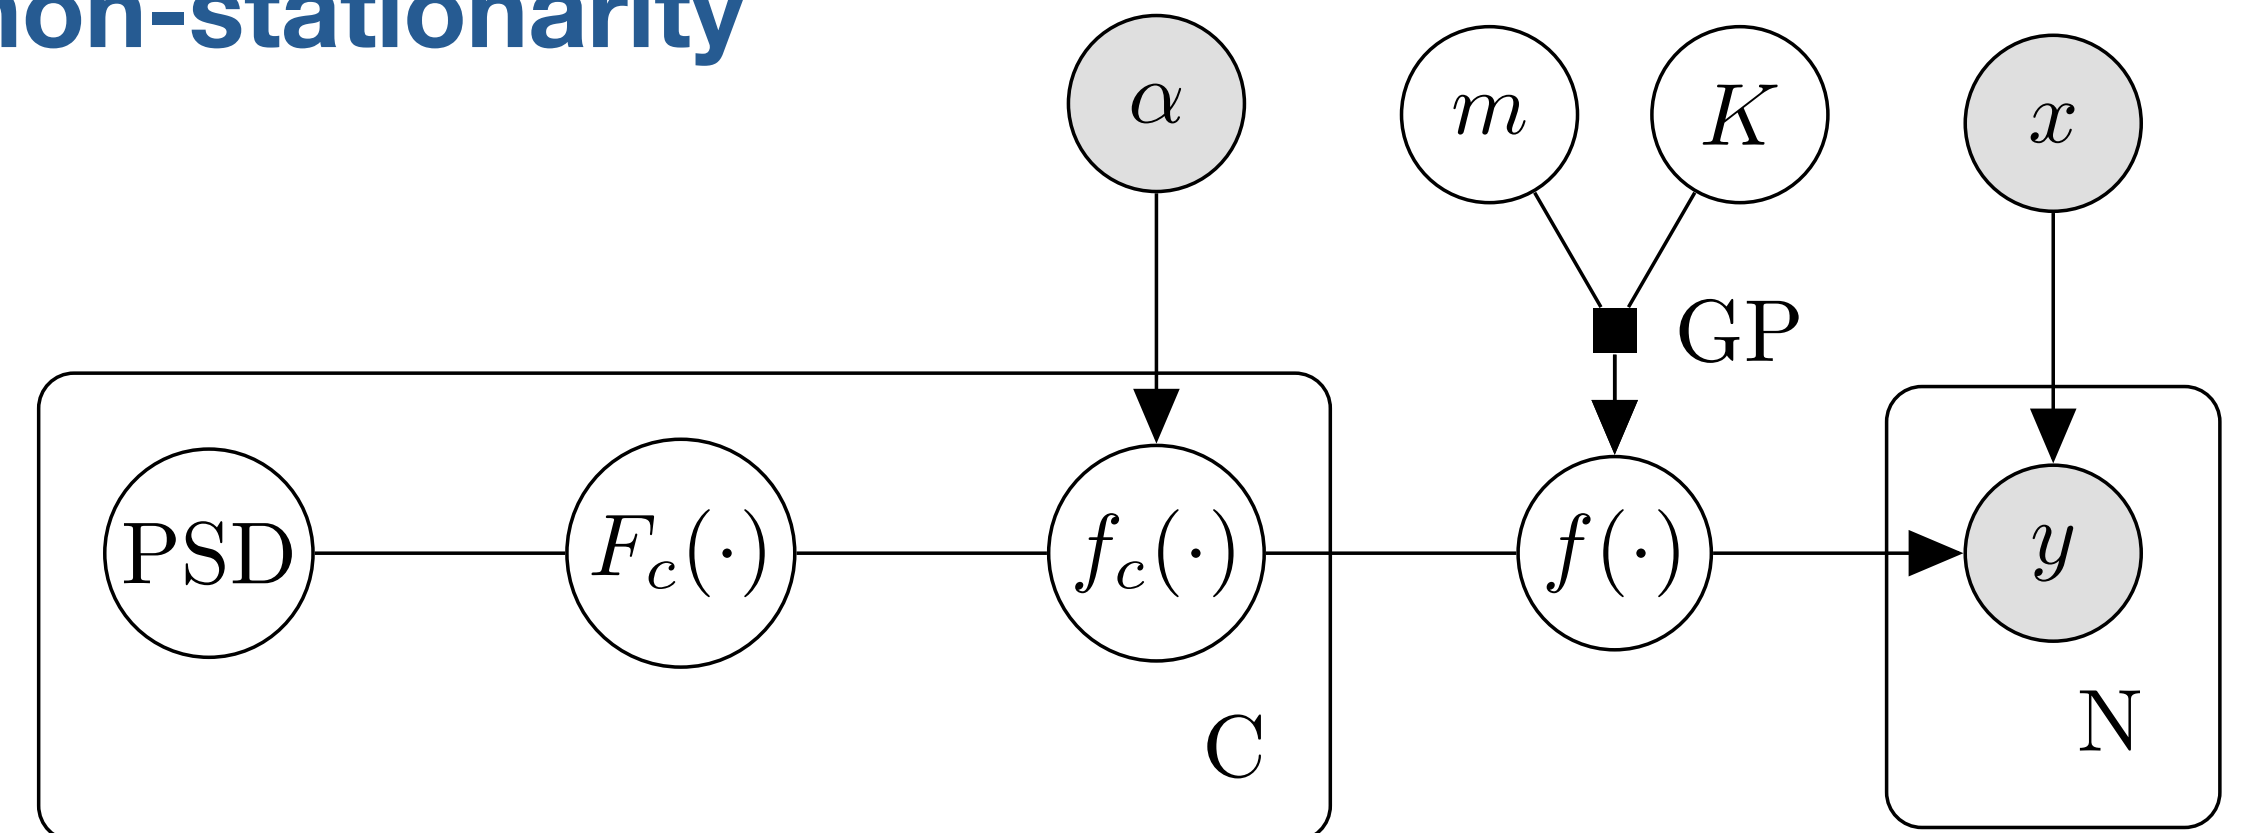 non-stationarity
α
m
K
x
GP
PSD
F_c(·)
f_c(·)
f(·)
y
C
N